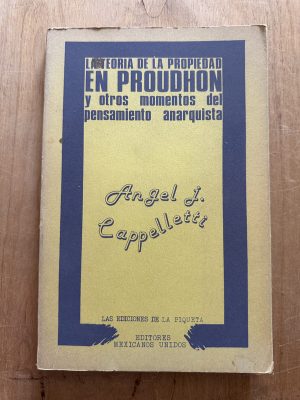 LA TEORIA DE LA PROPIEDAD
EN PROUDHON
y otros momentos del
pensamiento anarquista
Angel J.
Cappelletti
LAS EDICIONES DE LA PIQUETA
EDITORES
MEXICANOS UNIDOS